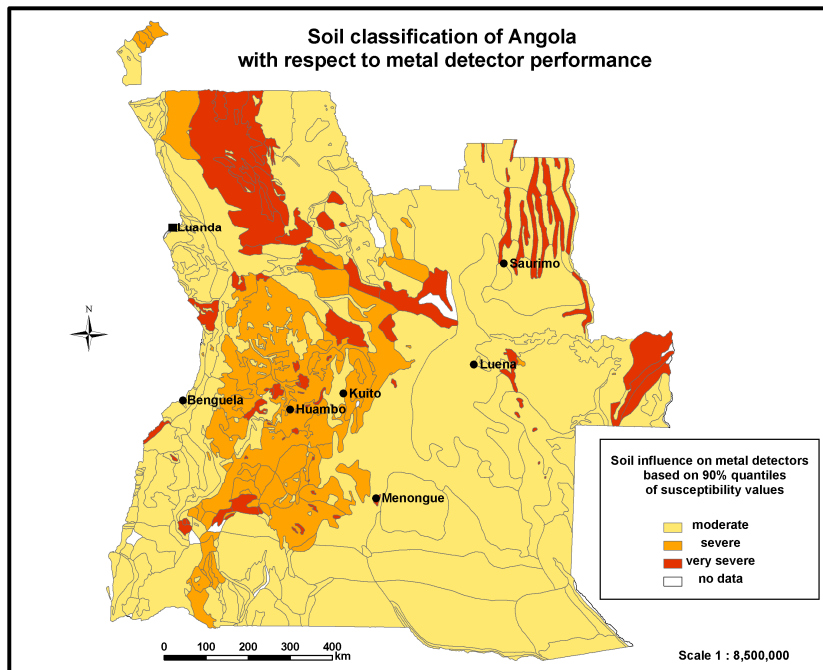 Soil classification of Angola
with respect to metal detector performance
Luanda
Saurimo
N
Luena
Benguela
Kuito
Huambo
Menongue
Soil influence on metal detectors
based on 90% quantiles
of susceptibility values
moderate
severe
very severe
no data
0 100 200 300 400
km
Scale 1 : 8,500,000